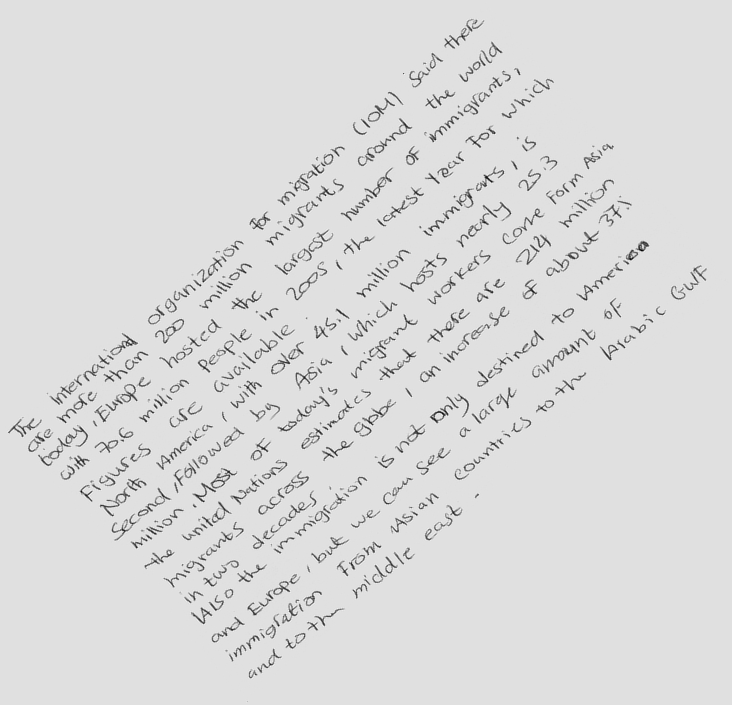 The International organization For migration (IOM) Said there
are more than 200 million migrants around the world
today, Europe hosted the largest number of immigrants,
with 70.6 million People in 2005, the latest Year For which
Figures are available.
North America, with over 45.1 million immigrants, is
Second, Followed by Asia, which hosts nearly 25.3
million. Most of today's migrant workers come Form Asia
the united Nations estimates that there are 214 million
migrants across the globe, an increase of about 37%
in two decades.
Also the immigration is not only destined to America
and Europe, but we can see a large amount of
immigration From Asian countries to the Arabic GulF
and to the middle east.